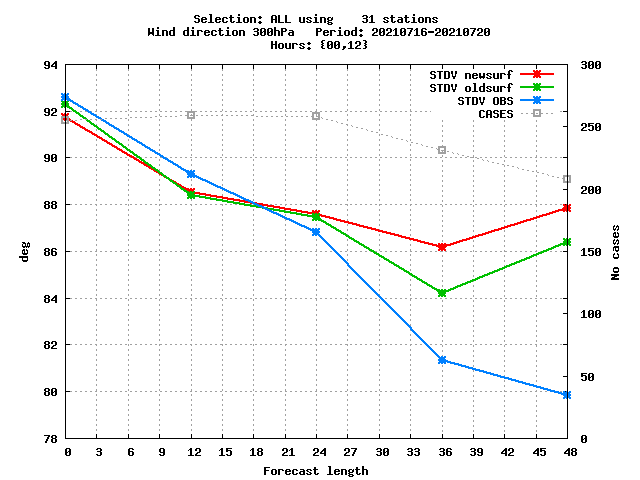 Selection: ALL using    31 stations
Wind direction 300hPa   Period: 20210716-20210720
Hours: {00,12}
94
92
90
88
86
84
82
80
78
deg
300
250
200
150
100
50
0
No cases
STDV newsurf
STDV oldsurf
STDV OBS
CASES
0 3 6 9 12 15 18 21 24 27 30 33 36 39 42 45 48
Forecast length